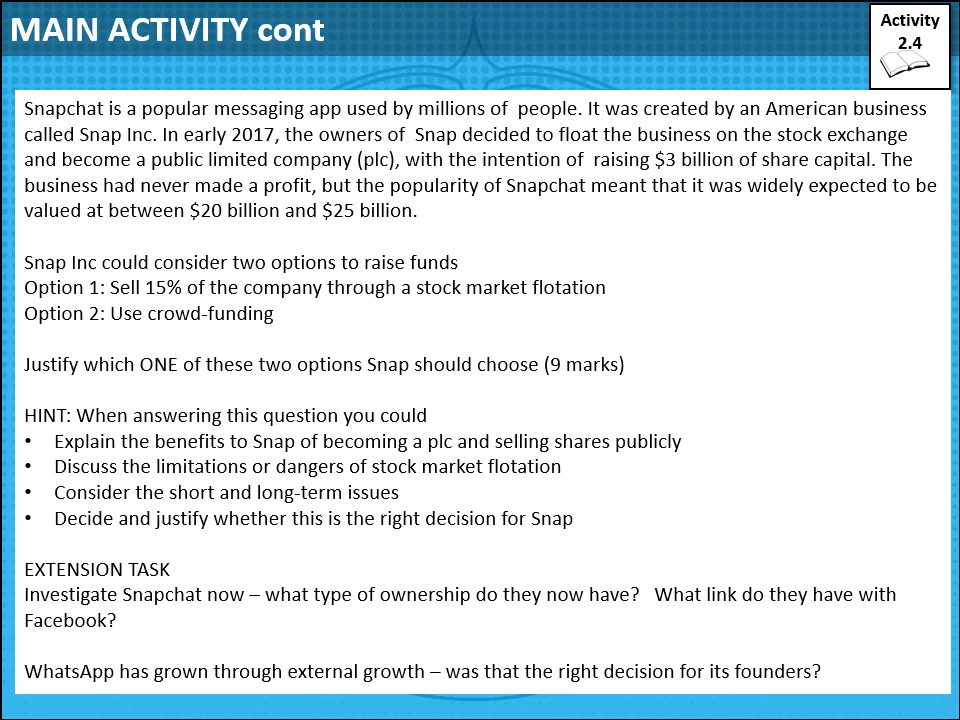 MAIN ACTIVITY cont
Activity
2.4
Snapchat is a popular messaging app used by millions of people. It was created by an American business
called Snap Inc. In early 2017, the owners of Snap decided to float the business on the stock exchange
and become a public limited company (plc), with the intention of raising $3 billion of share capital. The
business had never made a profit, but the popularity of Snapchat meant that it was widely expected to be
valued at between $20 billion and $25 billion.
Snap Inc could consider two options to raise funds
Option 1: Sell 15% of the company through a stock market flotation
Option 2: Use crowd-funding
Justify which ONE of these two options Snap should choose (9 marks)
HINT: When answering this question you could
• Explain the benefits to Snap of becoming a plc and selling shares publicly
• Discuss the limitations or dangers of stock market flotation
• Consider the short and long-term issues
• Decide and justify whether this is the right decision for Snap
EXTENSION TASK
Investigate Snapchat now – what type of ownership do they now have? What link do they have with
Facebook?
WhatsApp has grown through external growth – was that the right decision for its founders?